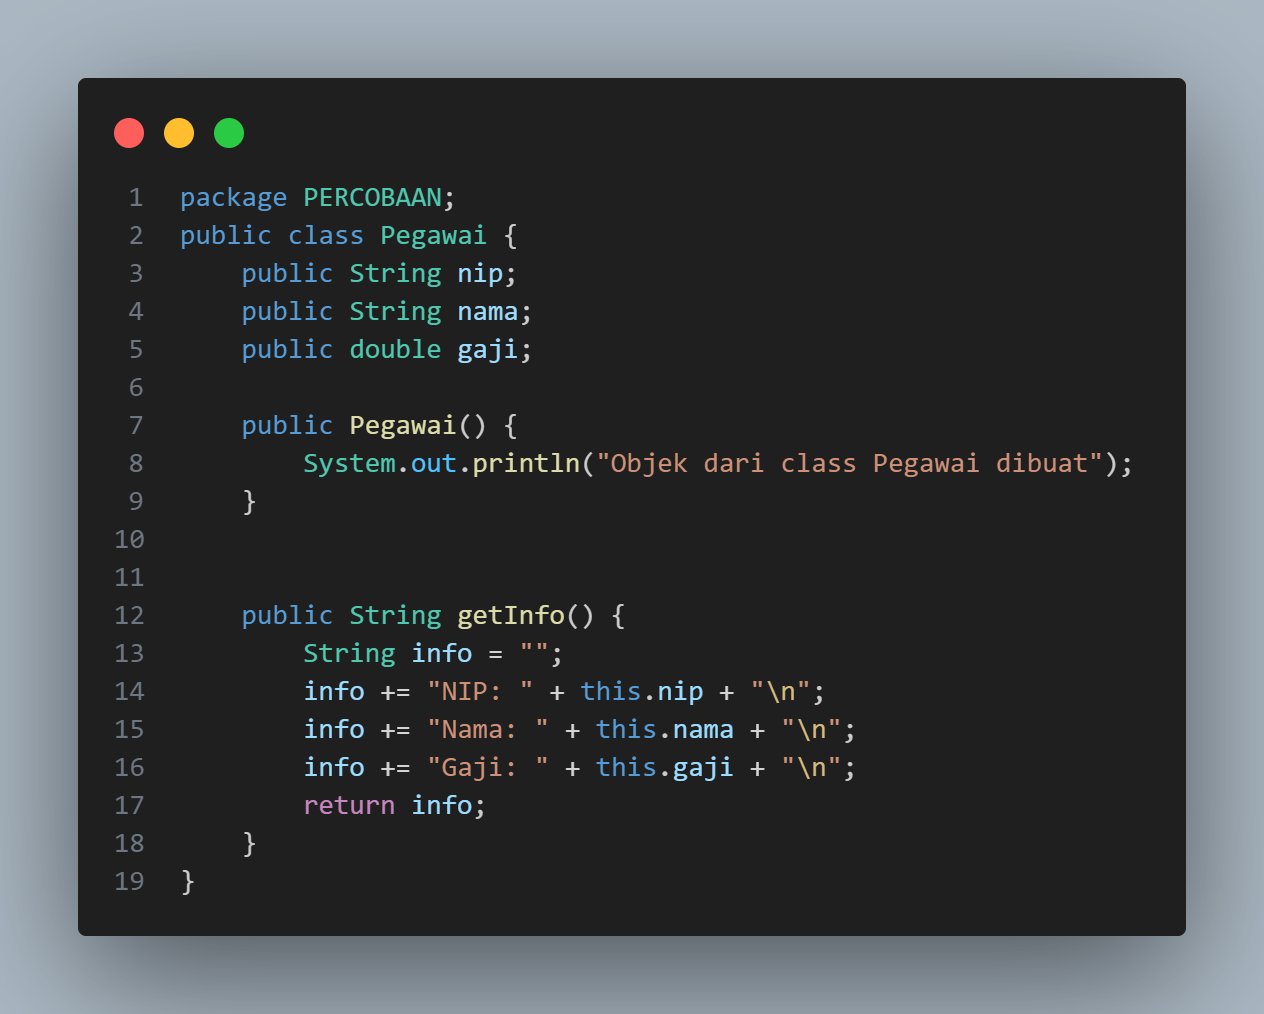 1 package PERCOBAAN;
2 public class Pegawai {
3     public String nip;
4     public String nama;
5     public double gaji;
6
7     public Pegawai() {
8         System.out.println("Objek dari class Pegawai dibuat");
9     }
10
11
12     public String getInfo() {
13         String info = "";
14         info += "NIP: " + this.nip + "\n";
15         info += "Nama: " + this.nama + "\n";
16         info += "Gaji: " + this.gaji + "\n";
17         return info;
18     }
19 }